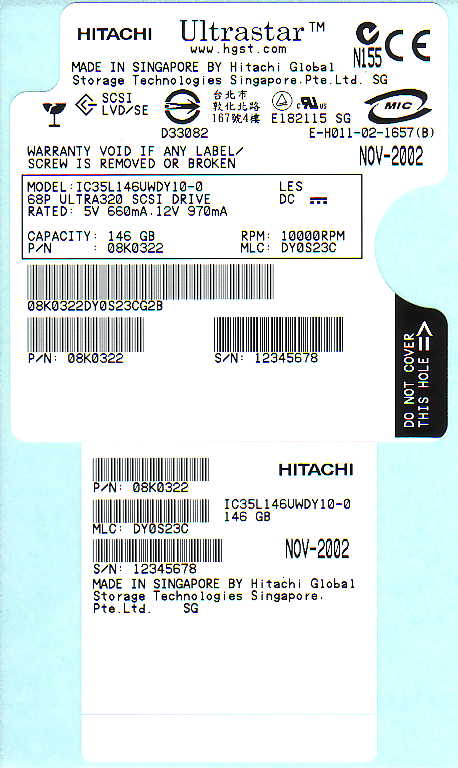 HITACHI Ultrastar™
www.hgst.com
N155 CE
MADE IN SINGAPORE BY Hitachi Global
Storage Technologies Singapore.Pte.Ltd. SG
SCSI
LVD/SE
台北市
敦化北路
167號4樓
D33082
E182115 SG
MIC
E-H011-02-1657(B)
WARRANTY VOID IF ANY LABEL/
SCREW IS REMOVED OR BROKEN
NOV-2002
MODEL:IC35L146UWDY10-0 LES
68P ULTRA320 SCSI DRIVE DC
RATED: 5V 660mA.12V 970mA
CAPACITY: 146 GB RPM: 10000RPM
P/N : 08K0322 MLC: DY0S23C
08K0322DY0S23CG2B
P/N: 08K0322 S/N: 12345678
DO NOT COVER
THIS HOLE =>
HITACHI
P/N: 08K0322
IC35L146UWDY10-0
146 GB
MLC: DY0S23C
NOV-2002
S/N: 12345678
MADE IN SINGAPORE BY Hitachi Global
Storage Technologies Singapore.
Pte.Ltd. SG